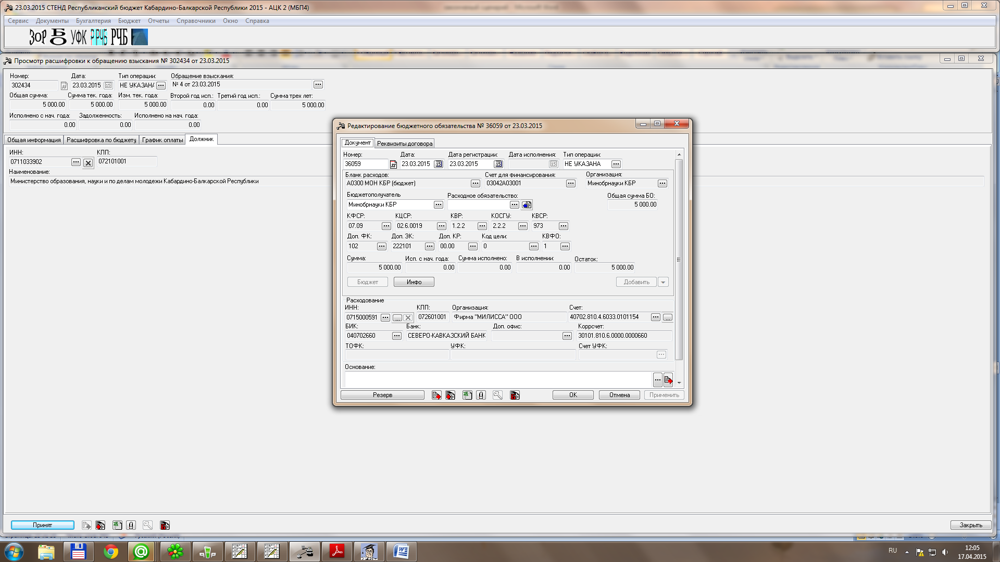 23.03.2015 СТЕНД Республиканский бюджет Кабардино-Балкарской Республики 2015 - АЦК 2 (МБП4)
Сервис Документы Бухгалтерия Бюджет Отчеты Справочники Окно Справка
ЗОР БО УФК РРЧБ РЧБ
Просмотр расшифровки к обращению взыскания № 302434 от 23.03.2015
Номер: Дата: Тип операции: Обращение взыскания:
302434 23.03.2015 НЕ УКАЗАНА № 4 от 23.03.2015
Общая сумма: Сумма тек. года: Изм. тек. года: Второй год исп.: Третий год исп.: Сумма трех лет:
5 000.00 5 000.00 5 000.00 0.00 0.00 5 000.00
Исполнено с нач. года: Задолженность: Исполнено на нач. года:
0.00 0.00 0.00
Общая информация Расшифровка по бюджету График оплаты Должник
ИНН: КПП:
0711033902 072101001
Наименование:
Министерство образования, науки и по делам молодежи Кабардино-Балкарской Республики
Редактирование бюджетного обязательства № 36059 от 23.03.2015
Документ Реквизиты договора
Номер: Дата: Дата регистрации: Дата исполнения: Тип операции:
36059 23.03.2015 23.03.2015 НЕ УКАЗАНА
Бланк расходов: Счет для финансирования: Организация:
А0300 МОН КБР (бюджет) 03042А03001 Минобрнауки КБР
Бюджетополучатель Расходное обязательство: Общая сумма БО:
Минобрнауки КБР 5 000.00
КФСР: КЦСР: КВР: КОСГУ: КВСР:
07.09 02.6.0019 1.2.2 2.2.2 973
Доп. ФК: Доп. ЭК: Доп. КР: Код цели: КВФО:
102 222101 00.00 0 1
Сумма: Исп. с нач. года: Сумма исполнено: В исполнении: Остаток:
5 000.00 0.00 0.00 0.00 5 000.00
Бюджет Инфо Добавить
Расходование
ИНН: КПП: Организация: Счет:
0715000591 072601001 Фирма "МИЛИССА" ООО 40702.810.4.6033.0101154
БИК: Банк: Доп. офис: Коррсчет:
040702660 СЕВЕРО-КАВКАЗСКИЙ БАНК 30101.810.6.0000.0000660
ТОФК: УФК: Счет УФК:
Основание:
Резерв ОК Отмена Применить
Принят Закрыть
RU 12:05
17.04.2015